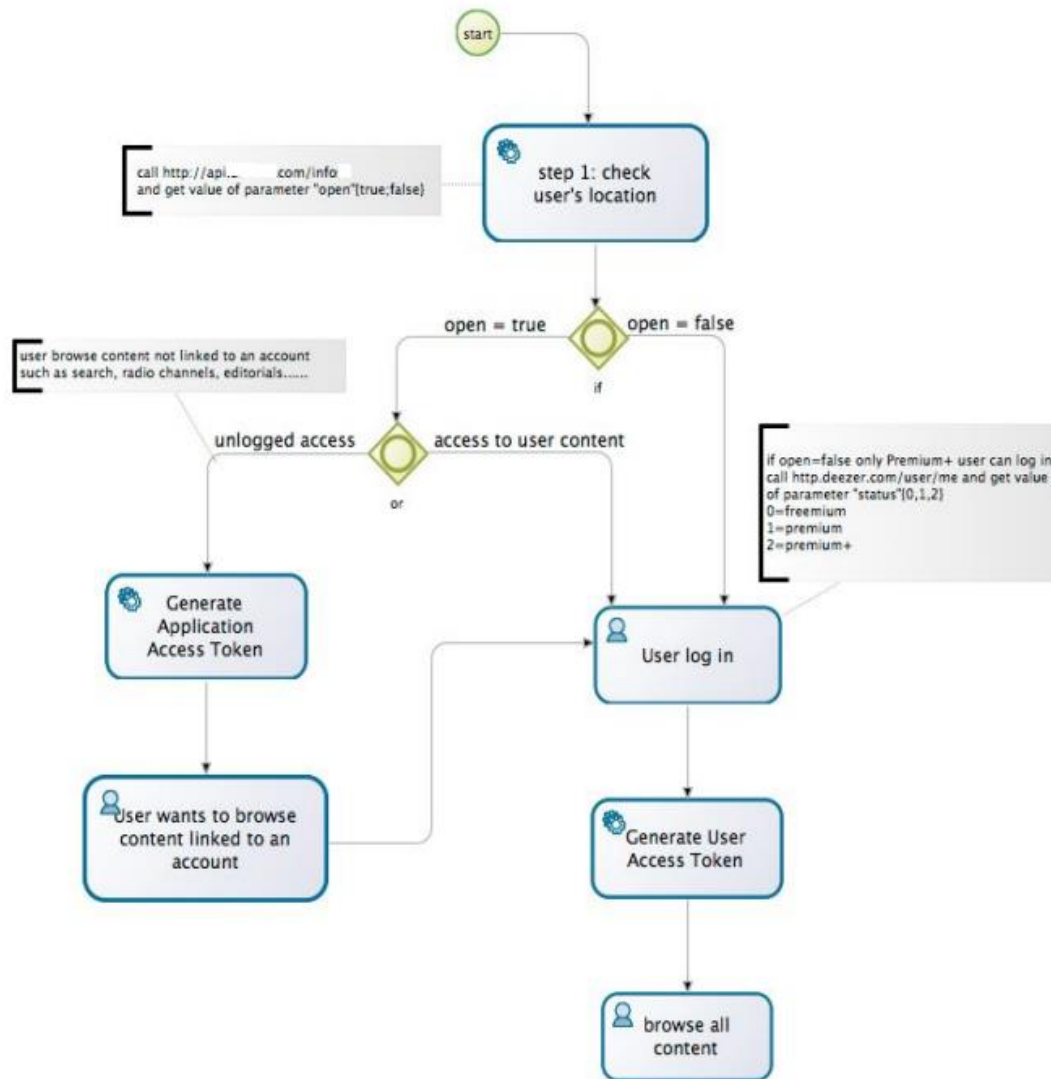 start
call http://api.. .com/info
and get value of parameter "open"{true;false}
step 1: check
user's location
open = true
open = false
if
user browse content not linked to an account
such as search, radio channels, editorials......
unlogged access
access to user content
or
if open=false only Premium+ user can log in
call http.deezer.com/user/me and get value
of parameter "status"{0,1,2}
0=freemium
1=premium
2=premium+
Generate
Application
Access Token
User log in
User wants to browse
content linked to an
account
Generate User
Access Token
browse all
content